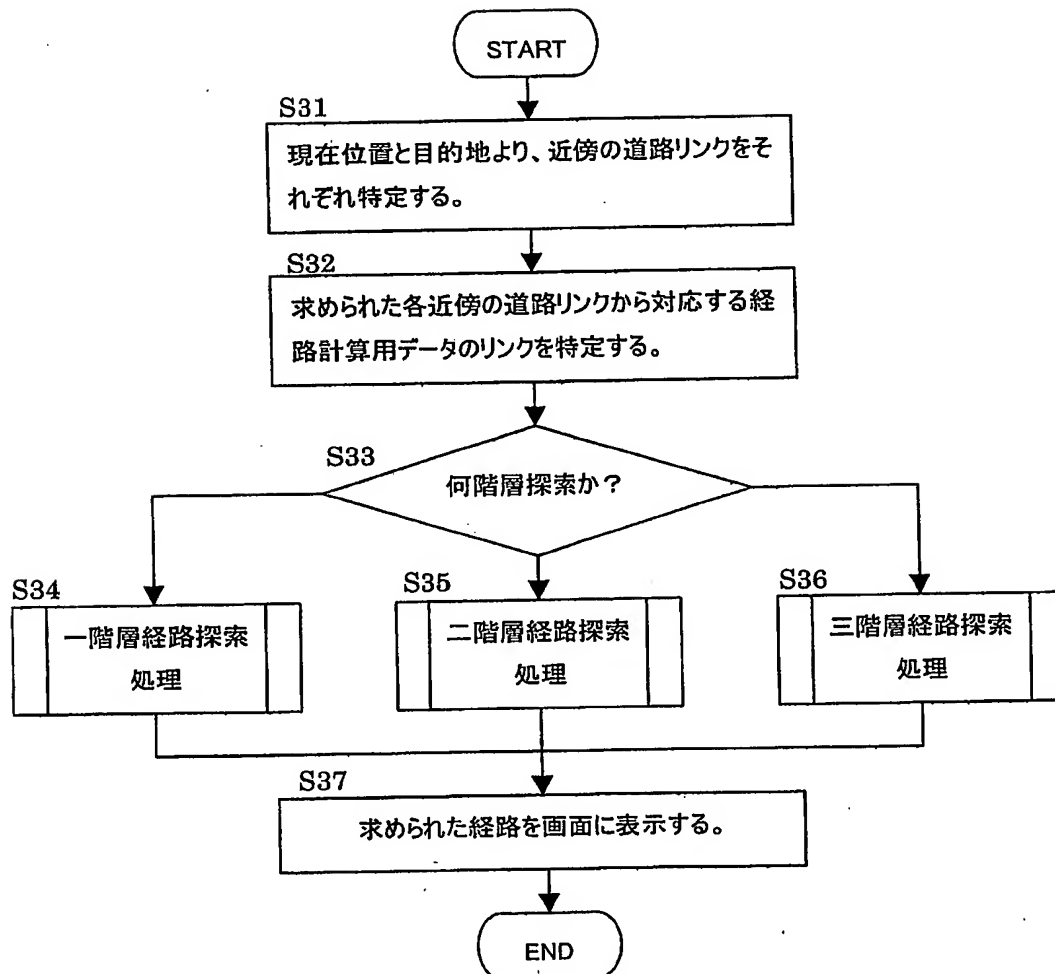 START
S31
現在位置と目的地より、近傍の道路リンクをそ
れぞれ特定する。
S32
求められた各近傍の道路リンクから対応する経
路計算用データのリンクを特定する。
S33
何階層探索か？
S34
一階層経路探索
処理
S35
二階層経路探索
処理
S36
三階層経路探索
処理
S37
求められた経路を画面に表示する。
END